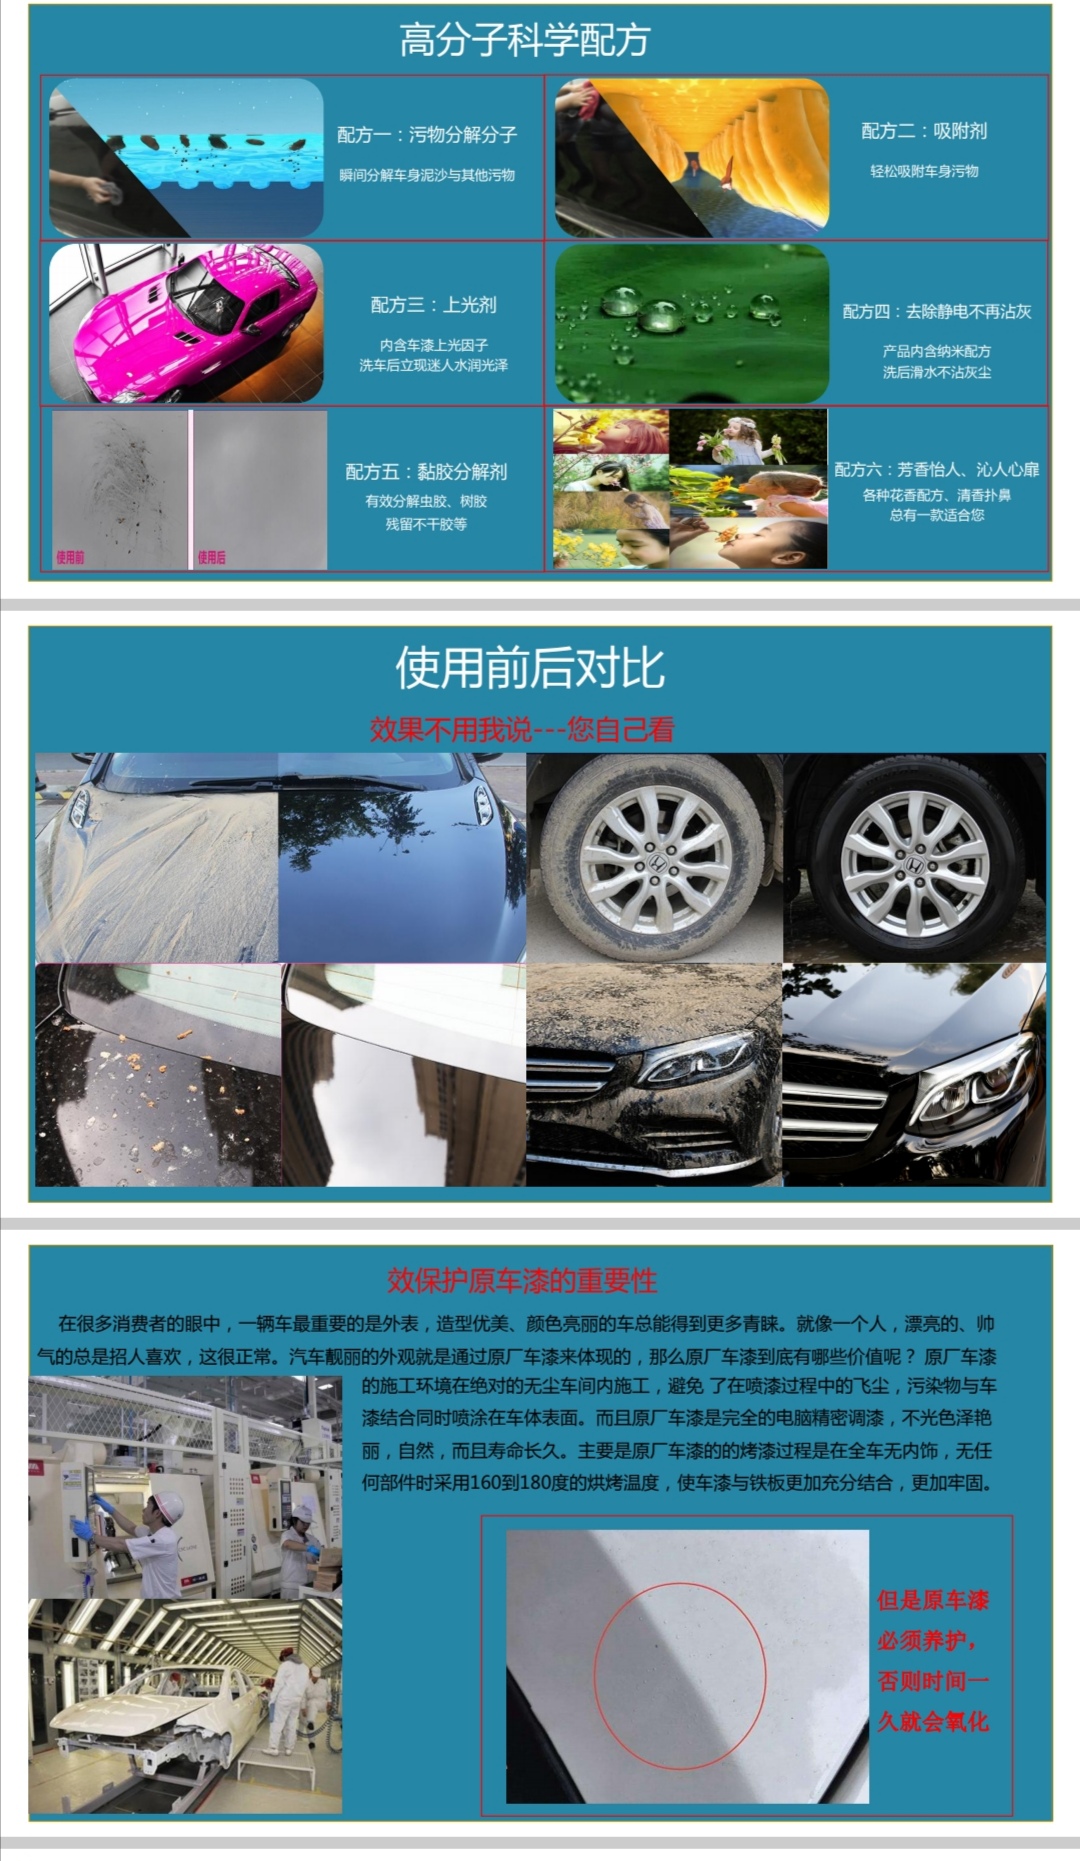 高分子科学配方
配方一：污物分解分子
瞬间分解车身泥沙与其他污物
配方二：吸附剂
轻松吸附车身污物
配方三：上光剂
内含车漆上光因子
洗车后立现迷人水润光泽
配方四：去除静电不再沾灰
产品内含纳米配方
洗后滑水不沾灰尘
配方五：黏胶分解剂
有效分解虫胶、树胶
残留不干胶等
使用前
使用后
配方六：芳香怡人、沁人心扉
各种花香配方、清香扑鼻
总有一款适合您
使用前后对比
效果不用我说---您自己看
效保护原车漆的重要性
在很多消费者的眼中，一辆车最重要的是外表，造型优美、颜色亮丽的车总能得到更多青睐。就像一个人，漂亮的、帅
气的总是招人喜欢，这很正常。汽车靓丽的外观就是通过原厂车漆来体现的，那么原厂车漆到底有哪些价值呢？ 原厂车漆
的施工环境在绝对的无尘车间内施工，避免 了在喷漆过程中的飞尘，污染物与车
漆结合同时喷涂在车体表面。而且原厂车漆是完全的电脑精密调漆，不光色泽艳
丽，自然，而且寿命长久。主要是原厂车漆的的烤漆过程是在全车无内饰，无任
何部件时采用160到180度的烘烤温度，使车漆与铁板更加充分结合，更加牢固。
但是原车漆
必须养护，
否则时间一
久就会氧化